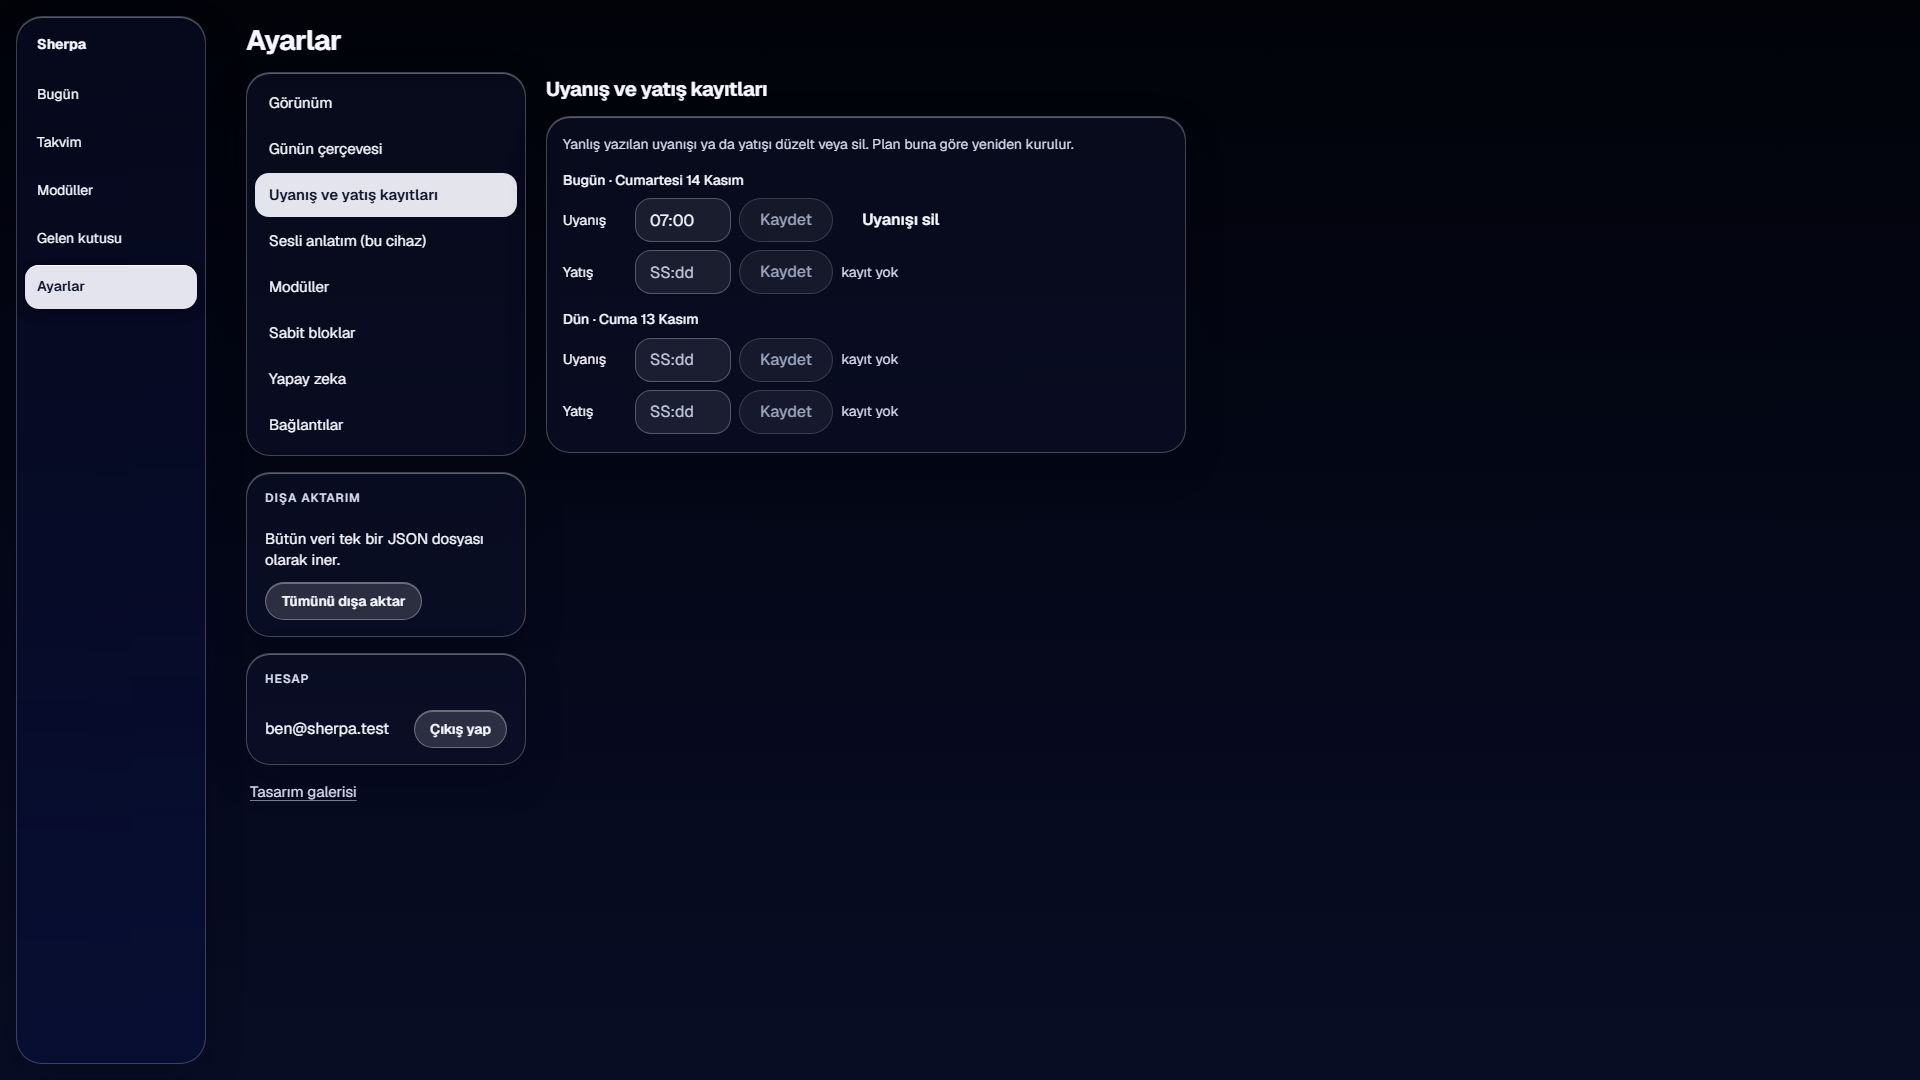 Sherpa
Bugün
Takvim
Modüller
Gelen kutusu
Ayarlar
Ayarlar
Görünüm
Günün çerçevesi
Uyanış ve yatış kayıtları
Sesli anlatım (bu cihaz)
Modüller
Sabit bloklar
Yapay zeka
Bağlantılar
DIŞA AKTARIM
Bütün veri tek bir JSON dosyası
olarak iner.
Tümünü dışa aktar
HESAP
ben@sherpa.test Çıkış yap
Tasarım galerisi
Uyanış ve yatış kayıtları
Yanlış yazılan uyanışı ya da yatışı düzelt veya sil. Plan buna göre yeniden kurulur.
Bugün · Cumartesi 14 Kasım
Uyanış 07:00 Kaydet Uyanışı sil
Yatış SS:dd Kaydet kayıt yok
Dün · Cuma 13 Kasım
Uyanış SS:dd Kaydet kayıt yok
Yatış SS:dd Kaydet kayıt yok